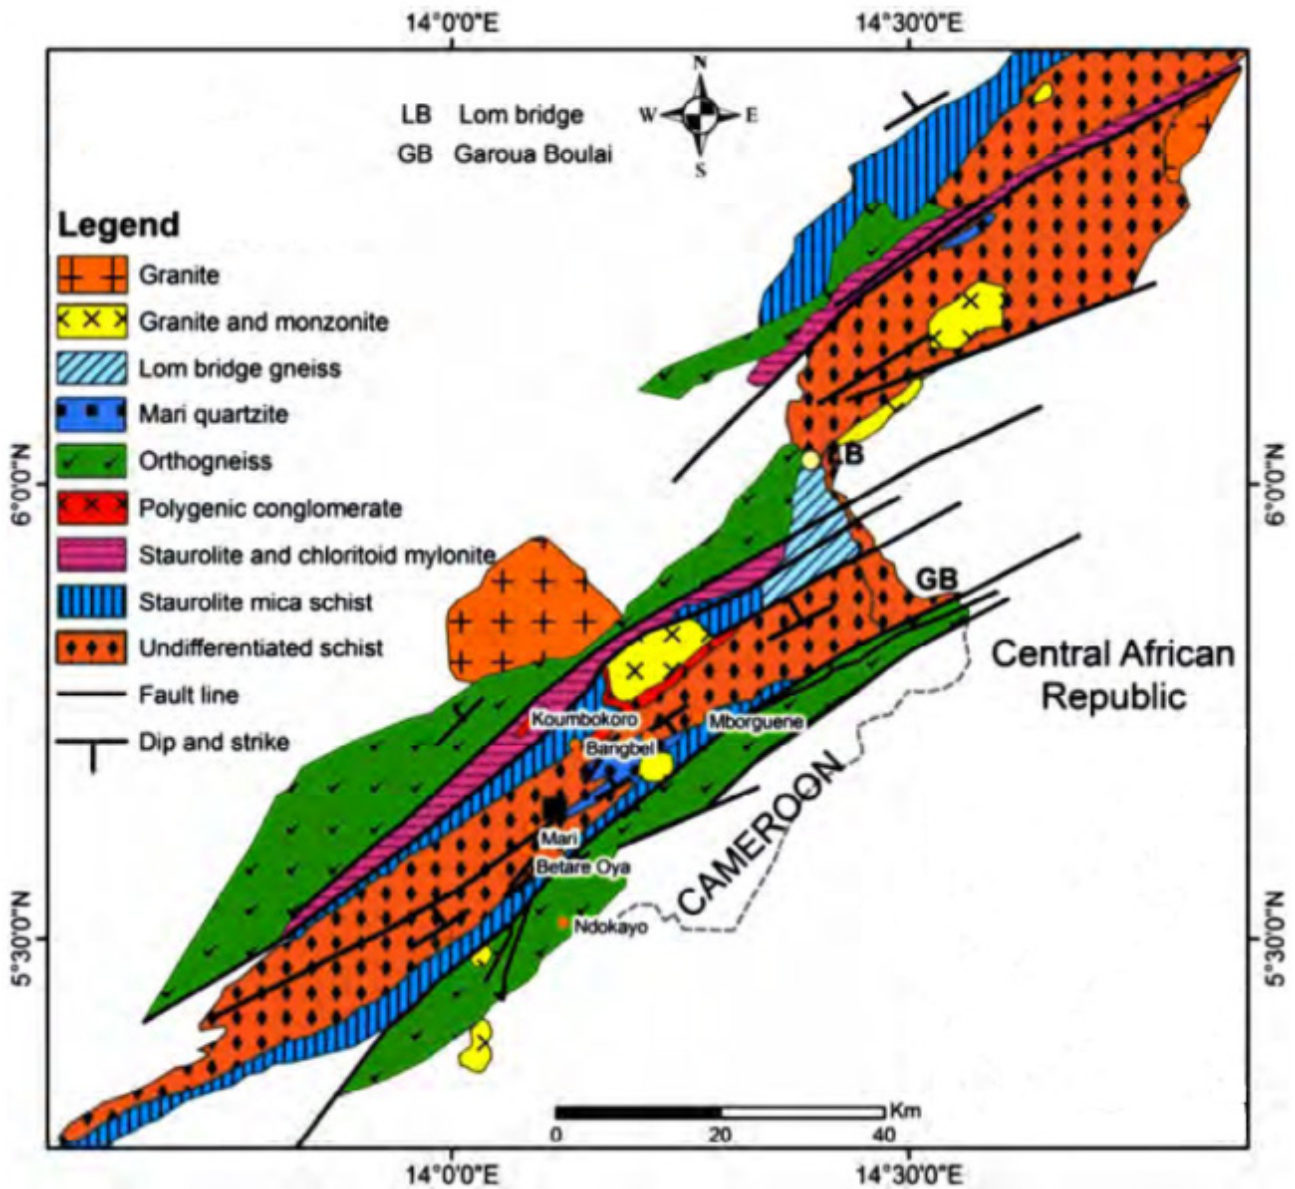 14°0'0"E
14°30'0"E
N
W
E
S
LB Lom bridge
GB Garoua Boulai
Legend
Granite
Granite and monzonite
Lom bridge gneiss
Mari quartzite
Orthogneiss
Polygenic conglomerate
Staurolite and chloritoid mylonite
Staurolite mica schist
Undifferentiated schist
Fault line
Dip and strike
6°0'0"N
6°0'0"N
LB
GB
Central African
Republic
Koumbokoro
Mborguene
Bangbel
Mari
Betare Oya
CAMEROON
Ndokayo
5°30'0"N
5°30'0"N
Km
0
20
40
14°0'0"E
14°30'0"E